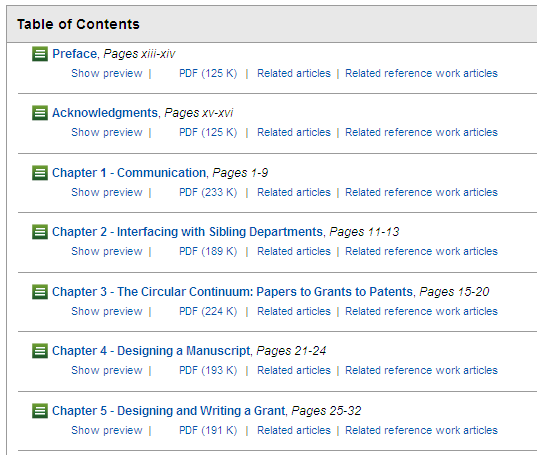 Table of Contents
Preface, Pages xiii-xiv
Show preview | PDF (125 K) | Related articles | Related reference work articles
Acknowledgments, Pages xv-xvi
Show preview | PDF (125 K) | Related articles | Related reference work articles
Chapter 1 - Communication, Pages 1-9
Show preview | PDF (233 K) | Related articles | Related reference work articles
Chapter 2 - Interfacing with Sibling Departments, Pages 11-13
Show preview | PDF (189 K) | Related articles | Related reference work articles
Chapter 3 - The Circular Continuum: Papers to Grants to Patents, Pages 15-20
Show preview | PDF (224 K) | Related articles | Related reference work articles
Chapter 4 - Designing a Manuscript, Pages 21-24
Show preview | PDF (193 K) | Related articles | Related reference work articles
Chapter 5 - Designing and Writing a Grant, Pages 25-32
Show preview | PDF (191 K) | Related articles | Related reference work articles